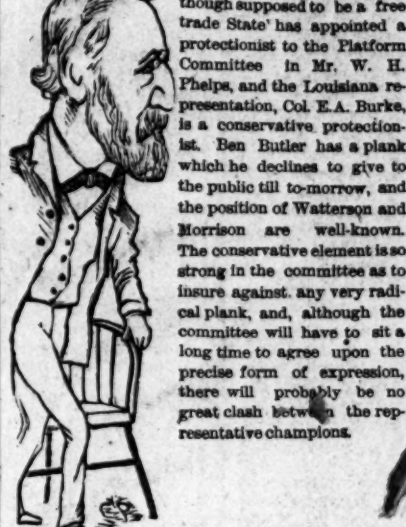 though supposed to be a free
trade State' has appointed a
protectionist to the Platform
Committee in Mr. W. H.
Phelps, and the Louisiana re-
presentation, Col. E.A. Burke,
is a conservative protection-
ist. Ben Butler has a plank
which he declines to give to
the public till to-morrow, and
the position of Watterson and
Morrison are well-known.
The conservative element is so
strong in the committee as to
insure against. any very radi-
cal plank, and, although the
committee will have to sit a
long time to agree upon the
precise form of expression,
there will probably be no
great clash between the rep-
resentative champions.